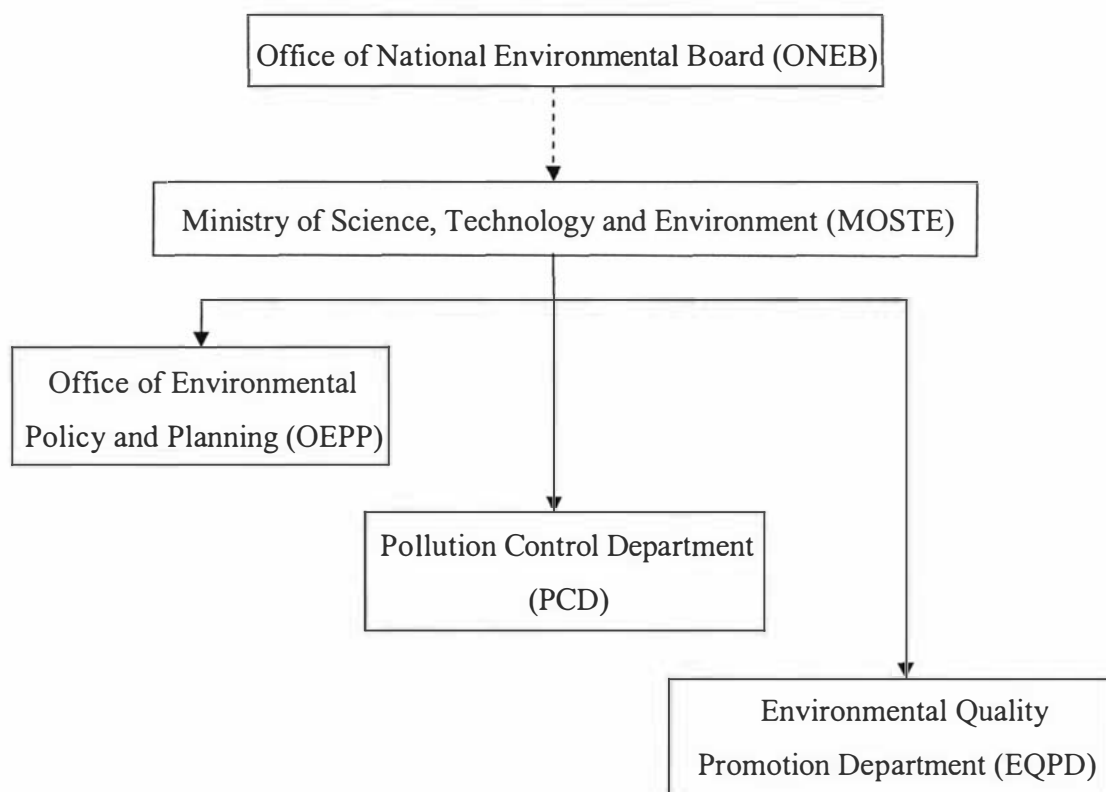 Office of National Environmental Board (ONEB)
Ministry of Science, Technology and Environment (MOSTE)
Office of Environmental
Policy and Planning (OEPP)
Pollution Control Department
(PCD)
Environmental Quality
Promotion Department (EQPD)